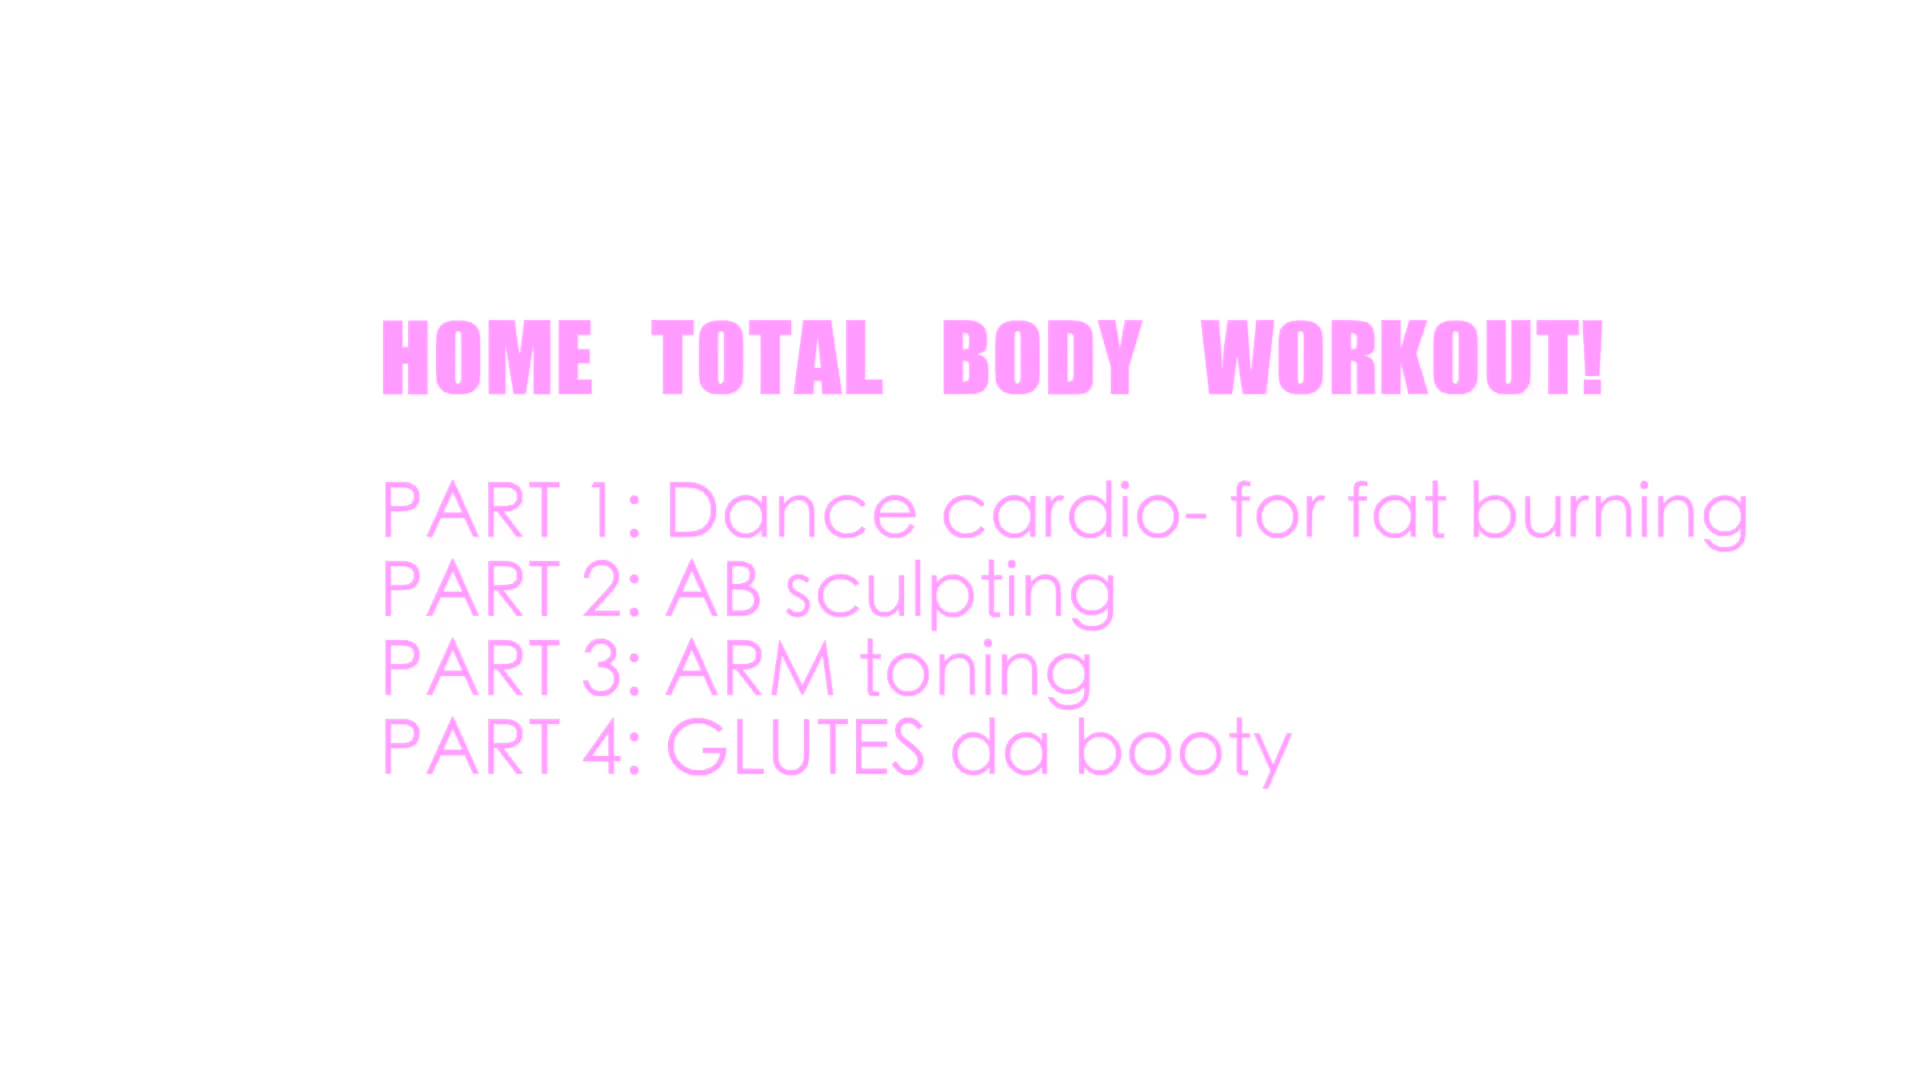 HOME TOTAL BODY WORKOUT!
PART 1: Dance cardio- for fat burning
PART 2: AB sculpting
PART 3: ARM toning
PART 4: GLUTES da booty